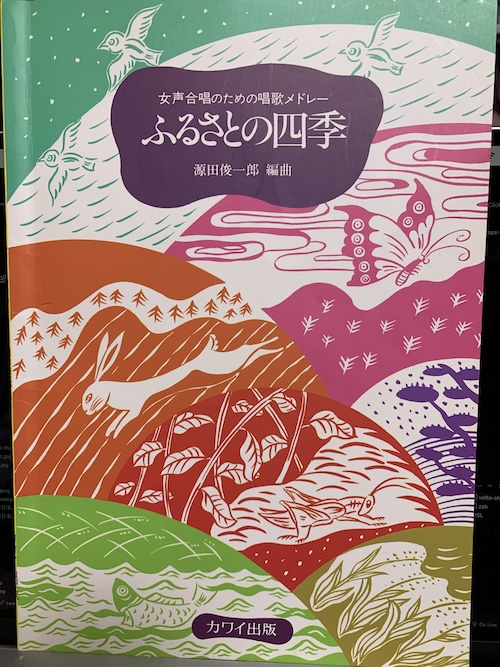 女声合唱のための唱歌メドレー
ふるさとの四季
源田俊一郎 編曲
カワイ出版